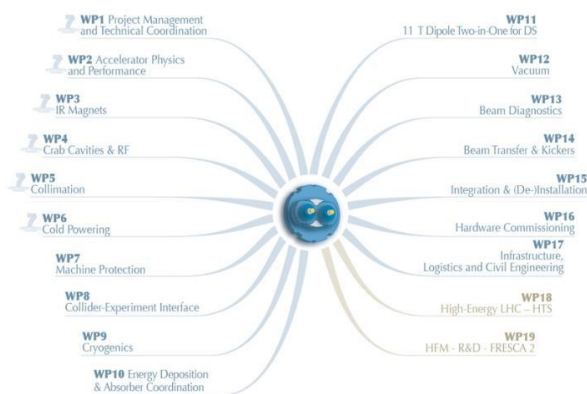 WP1 Project Management
and Technical Coordination
WP2 Accelerator Physics
and Performance
WP3
IR Magnets
WP4
Crab Cavities & RF
WP5
Collimation
WP6
Cold Powering
WP7
Machine Protection
WP8
Collider-Experiment Interface
WP9
Cryogenics
WP10 Energy Deposition
& Absorber Coordination
WP11
11 T Dipole Two-in-One for DS
WP12
Vacuum
WP13
Beam Diagnostics
WP14
Beam Transfer & Kickers
WP15
Integration & (De-)Installation
WP16
Hardware Commissioning
WP17
Infrastructure,
Logistics and Civil Engineering
WP18
High-Energy LHC – HTS
WP19
HFM - R&D - FRESCA 2